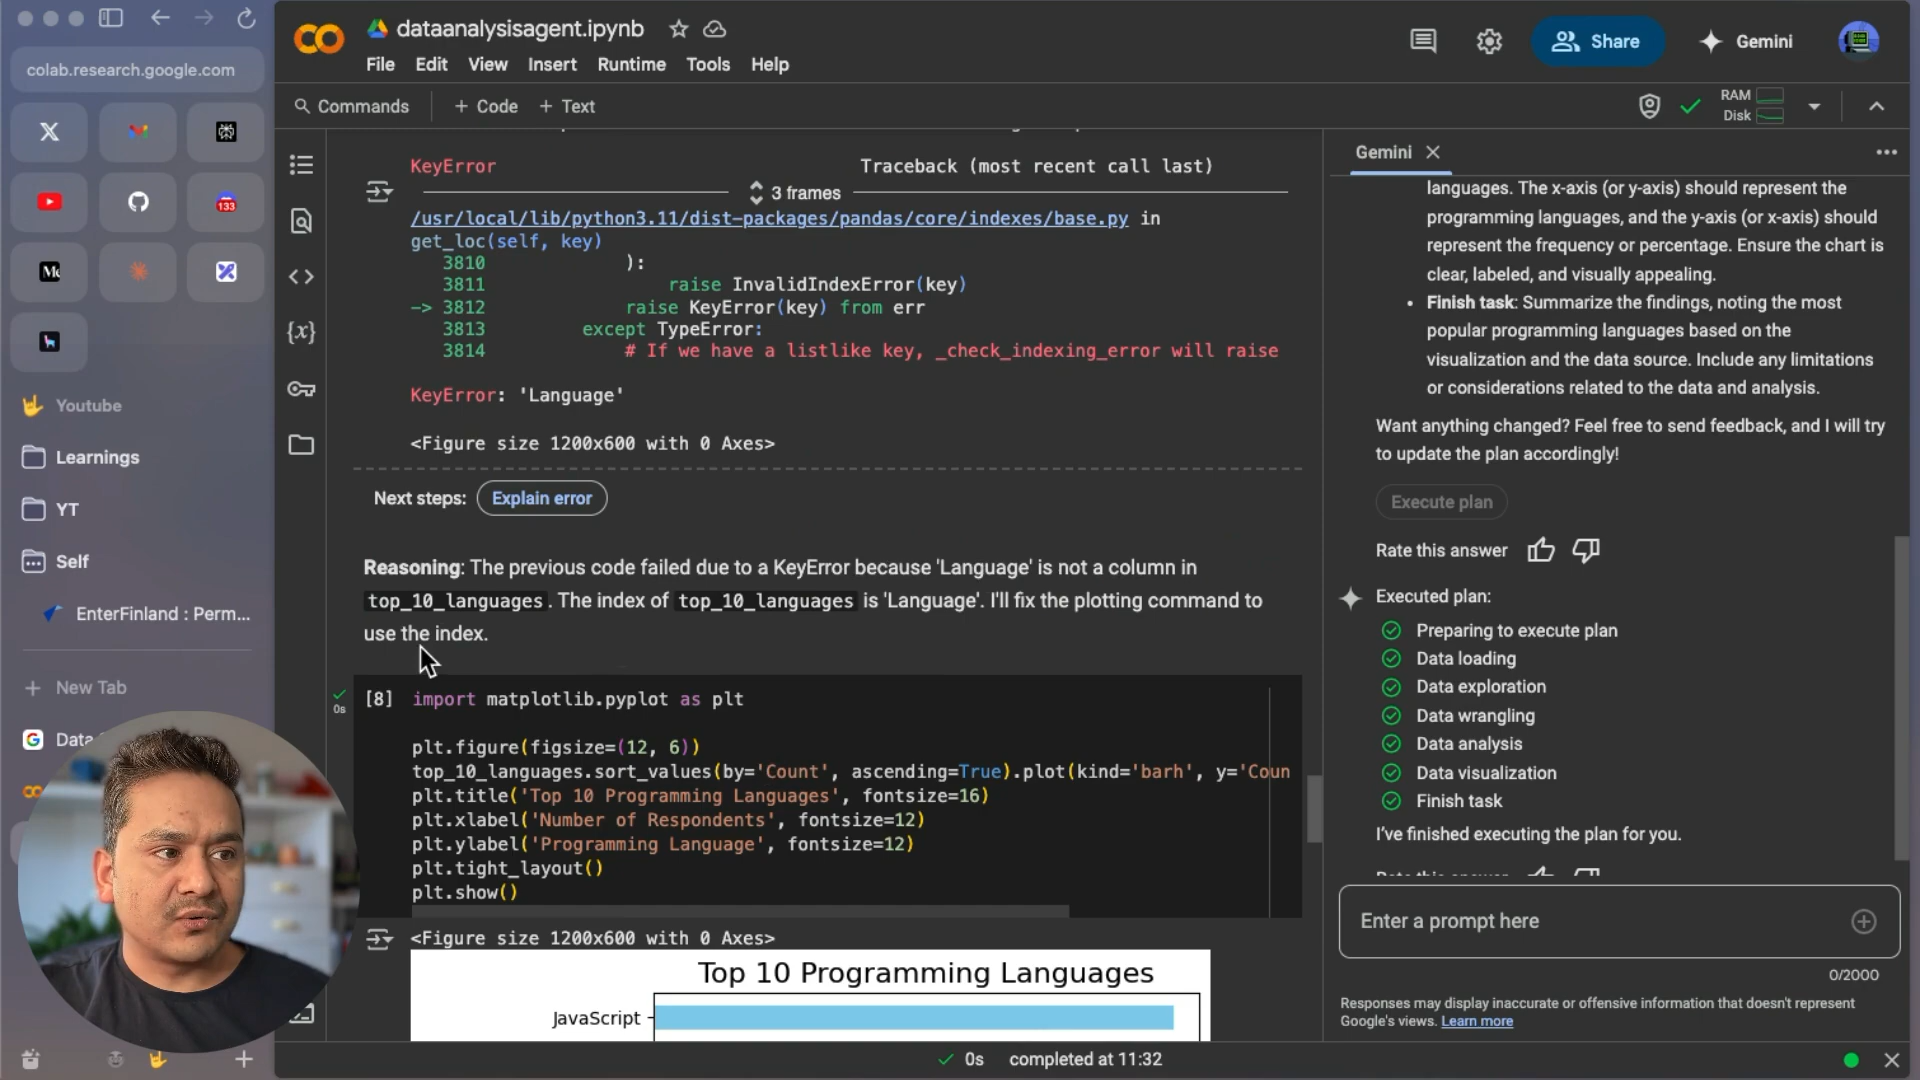 colab.research.google.com
133
Youtube
Learnings
YT
Self
EnterFinland : Perm...
New Tab
Data
dataanalysisagent.ipynb
File Edit View Insert Runtime Tools Help
Share
Gemini
Commands + Code + Text
RAM
Disk
KeyError Traceback (most recent call last)
3 frames
/usr/local/lib/python3.11/dist-packages/pandas/core/indexes/base.py in
get_loc(self, key)
3810 ):
3811 raise InvalidIndexError(key)
-> 3812 raise KeyError(key) from err
3813 except TypeError:
3814 # If we have a listlike key, _check_indexing_error will raise
KeyError: 'Language'
<Figure size 1200x600 with 0 Axes>
Next steps: Explain error
Reasoning: The previous code failed due to a KeyError because 'Language' is not a column in
top_10_languages. The index of top_10_languages is 'Language'. I'll fix the plotting command to
use the index.
0s
[8] import matplotlib.pyplot as plt
plt.figure(figsize=(12, 6))
top_10_languages.sort_values(by='Count', ascending=True).plot(kind='barh', y='Coun
plt.title('Top 10 Programming Languages', fontsize=16)
plt.xlabel('Number of Respondents', fontsize=12)
plt.ylabel('Programming Language', fontsize=12)
plt.tight_layout()
plt.show()
<Figure size 1200x600 with 0 Axes>
Top 10 Programming Languages
JavaScript
0s completed at 11:32
Gemini
languages. The x-axis (or y-axis) should represent the
programming languages, and the y-axis (or x-axis) should
represent the frequency or percentage. Ensure the chart is
clear, labeled, and visually appealing.
• Finish task: Summarize the findings, noting the most
popular programming languages based on the
visualization and the data source. Include any limitations
or considerations related to the data and analysis.
Want anything changed? Feel free to send feedback, and I will try
to update the plan accordingly!
Execute plan
Rate this answer
Executed plan:
Preparing to execute plan
Data loading
Data exploration
Data wrangling
Data analysis
Data visualization
Finish task
I've finished executing the plan for you.
Rate this answer
Enter a prompt here
0/2000
Responses may display inaccurate or offensive information that doesn't represent
Google's views. Learn more